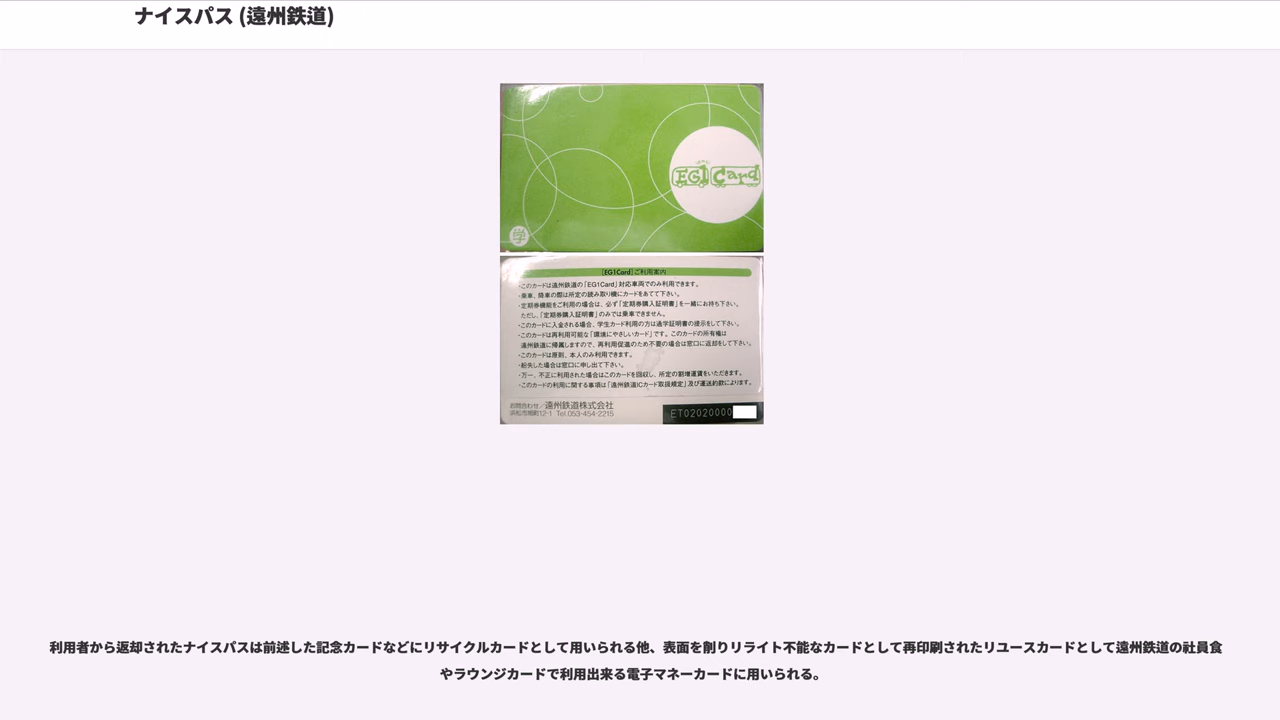 ナイスパス (遠州鉄道)
EG1 Card
学
[EG1Card]ご利用案内
・このカードは遠州鉄道の「EG1Card」対応車両でのみ利用できます。
・乗車、降車の際は所定の読み取り機にカードをあてて下さい。
・定期券機能をご利用の場合は、必ず「定期券購入証明書」を一緒にお持ち下さい。
ただし、「定期券購入証明書」のみでは乗車できません。
・このカードに入金される場合、学生カード利用の方は通学証明書の提示をして下さい。
・このカードは再利用可能な「環境にやさしいカード」です。このカードの所有権は
遠州鉄道に帰属しますので、再利用促進のため不要の場合は窓口に返却をして下さい。
・このカードは原則、本人のみ利用できます。
・紛失した場合は窓口に申し出て下さい。
・万一、不正に利用された場合はこのカードを回収し、所定の割増運賃をいただきます。
・このカードの利用に関する事項は「遠州鉄道ICカード取扱規定」及び運送約款によります。
お問合わせ／遠州鉄道株式会社
浜松市旭町12-1 Tel.053-454-2215
ET02020000
利用者から返却されたナイスパスは前述した記念カードなどにリサイクルカードとして用いられる他、表面を削りリライト不能なカードとして再印刷されたリユースカードとして遠州鉄道の社員食
やラウンジカードで利用出来る電子マネーカードに用いられる。